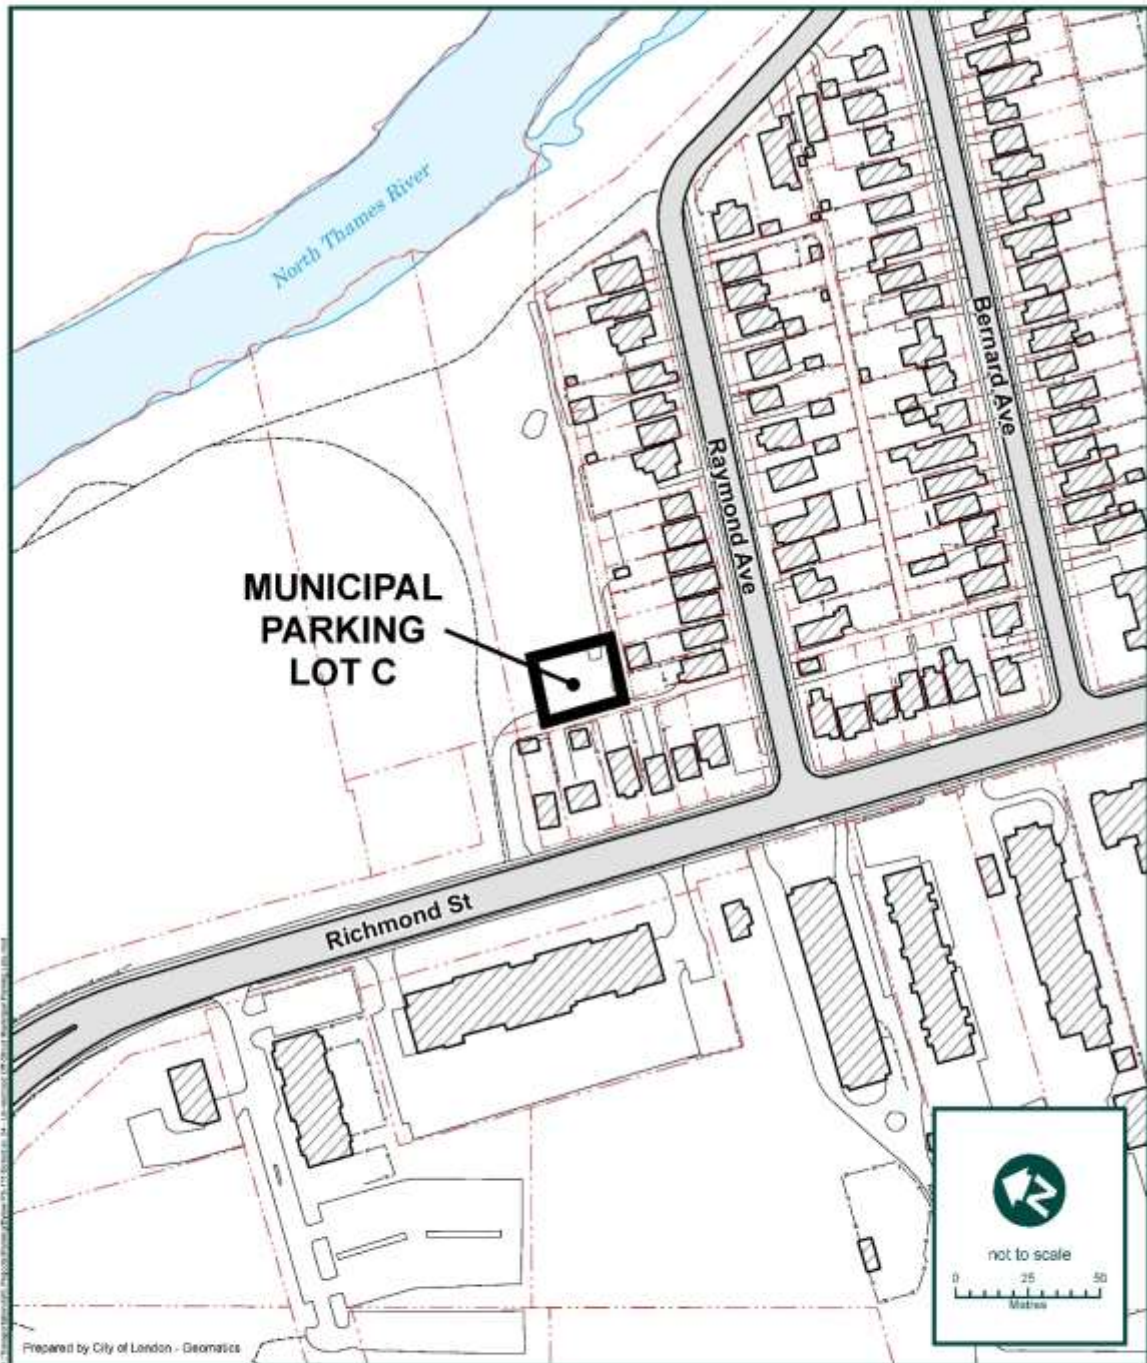 North Thames River
Bernard Ave
Raymond Ave
MUNICIPAL
PARKING
LOT C
Richmond St
N
not to scale
0 25 50
Metres
Prepared by City of London - Geomatics